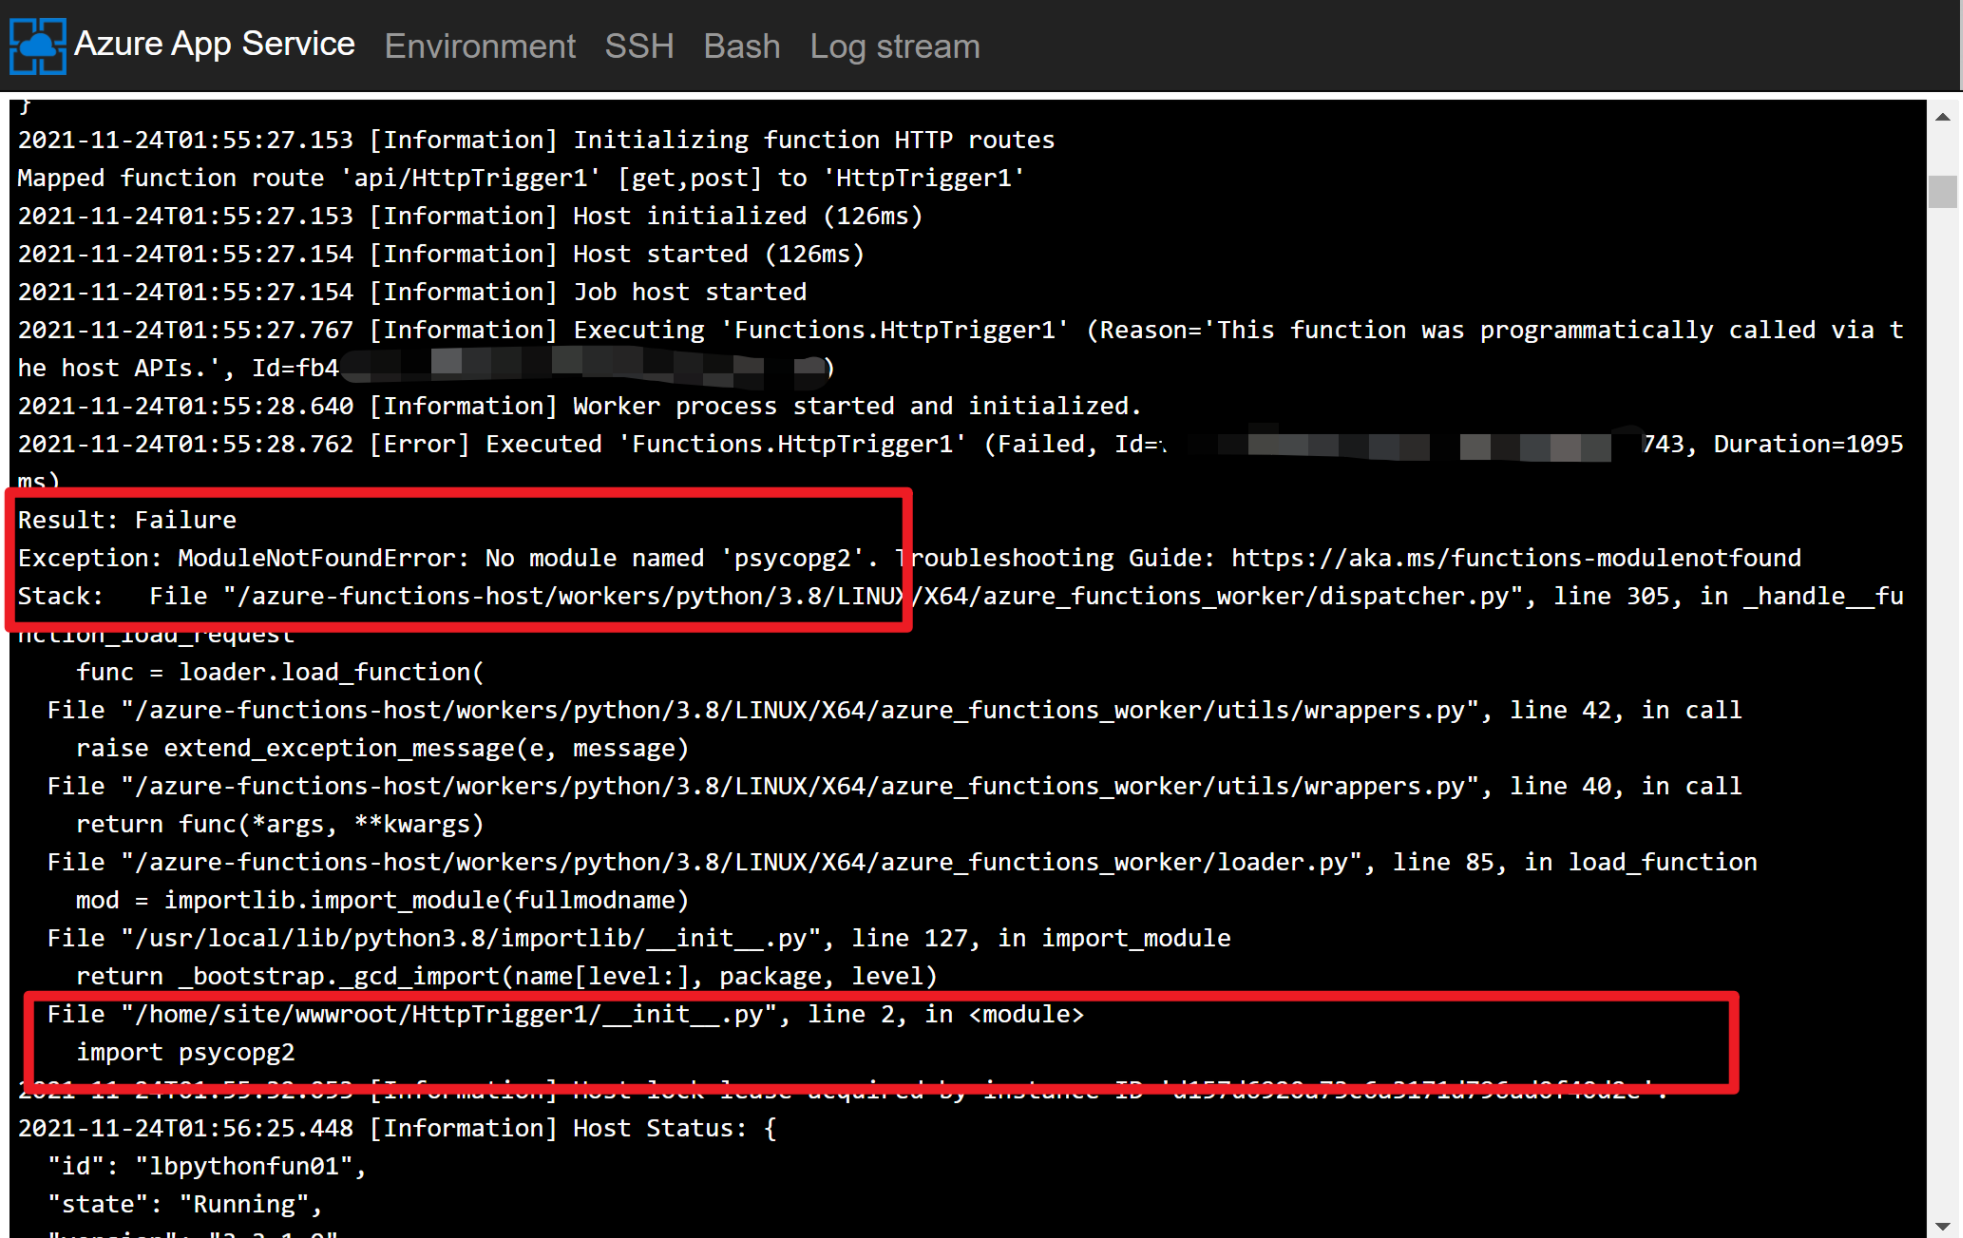 Azure App Service Environment SSH Bash Log stream
}
2021-11-24T01:55:27.153 [Information] Initializing function HTTP routes
Mapped function route 'api/HttpTrigger1' [get,post] to 'HttpTrigger1'
2021-11-24T01:55:27.153 [Information] Host initialized (126ms)
2021-11-24T01:55:27.154 [Information] Host started (126ms)
2021-11-24T01:55:27.154 [Information] Job host started
2021-11-24T01:55:27.767 [Information] Executing 'Functions.HttpTrigger1' (Reason='This function was programmatically called via t
he host APIs.', Id=fb4 )
2021-11-24T01:55:28.640 [Information] Worker process started and initialized.
2021-11-24T01:55:28.762 [Error] Executed 'Functions.HttpTrigger1' (Failed, Id= 743, Duration=1095
ms)
Result: Failure
Exception: ModuleNotFoundError: No module named 'psycopg2'. Troubleshooting Guide: https://aka.ms/functions-modulenotfound
Stack:   File "/azure-functions-host/workers/python/3.8/LINUX/X64/azure_functions_worker/dispatcher.py", line 305, in _handle__fu
nction_load_request
    func = loader.load_function(
  File "/azure-functions-host/workers/python/3.8/LINUX/X64/azure_functions_worker/utils/wrappers.py", line 42, in call
    raise extend_exception_message(e, message)
  File "/azure-functions-host/workers/python/3.8/LINUX/X64/azure_functions_worker/utils/wrappers.py", line 40, in call
    return func(*args, **kwargs)
  File "/azure-functions-host/workers/python/3.8/LINUX/X64/azure_functions_worker/loader.py", line 85, in load_function
    mod = importlib.import_module(fullmodname)
  File "/usr/local/lib/python3.8/importlib/__init__.py", line 127, in import_module
    return _bootstrap._gcd_import(name[level:], package, level)
  File "/home/site/wwwroot/HttpTrigger1/__init__.py", line 2, in <module>
    import psycopg2
[Information] Host lock lease acquired by instance ID
2021-11-24T01:56:25.448 [Information] Host Status: {
  "id": "lbpythonfun01",
  "state": "Running",